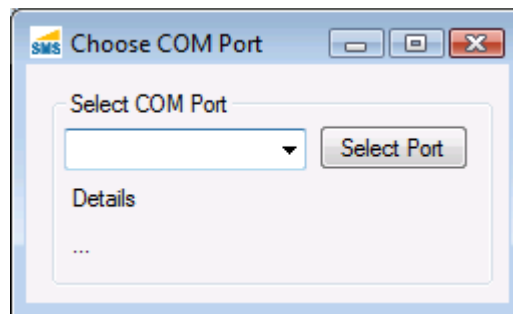 SMS Choose COM Port
Select COM Port
Select Port
Details
...